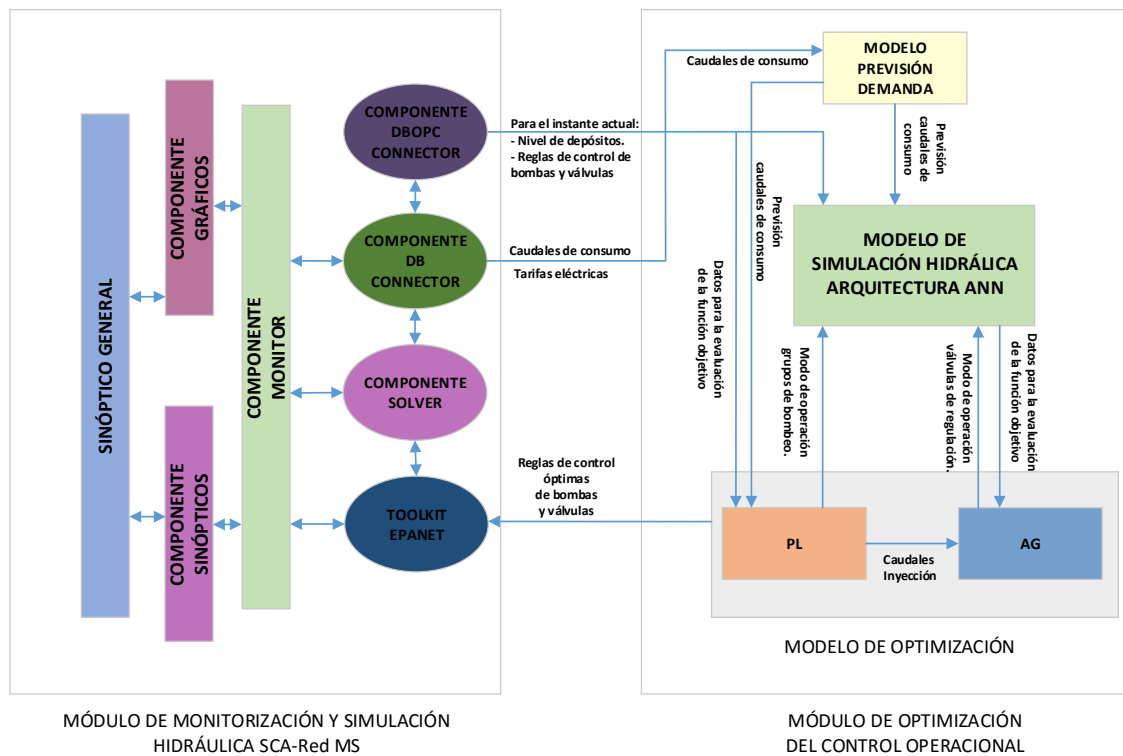 SINÓPTICO GENERAL
COMPONENTE
GRÁFICOS
COMPONENTE
SINÓPTICOS
COMPONENTE
MONITOR
COMPONENTE
DBOPC
CONNECTOR
COMPONENTE
DB
CONNECTOR
COMPONENTE
SOLVER
TOOLKIT
EPANET
Para el instante actual:
- Nivel de depósitos.
- Reglas de control de
bombas y válvulas
Caudales de consumo
Tarifas eléctricas
Reglas de control
óptimas
de bombas
y válvulas
MÓDULO DE MONITORIZACIÓN Y SIMULACIÓN
HIDRÁULICA SCA-Red MS
Caudales de consumo
MODELO
PREVISIÓN
DEMANDA
Previsión
caudales de
consumo
Previsión
caudales de consumo
Datos para la evaluación
de la función objetivo
MODELO DE
SIMULACIÓN HIDRÁLICA
ARQUITECTURA ANN
Modo de operación
grupos de bombeo.
Modo de operación
válvulas de regulación.
Datos para la evaluación
de la función objetivo
PL
Caudales
Inyección
AG
MODELO DE OPTIMIZACIÓN
MÓDULO DE OPTIMIZACIÓN
DEL CONTROL OPERACIONAL